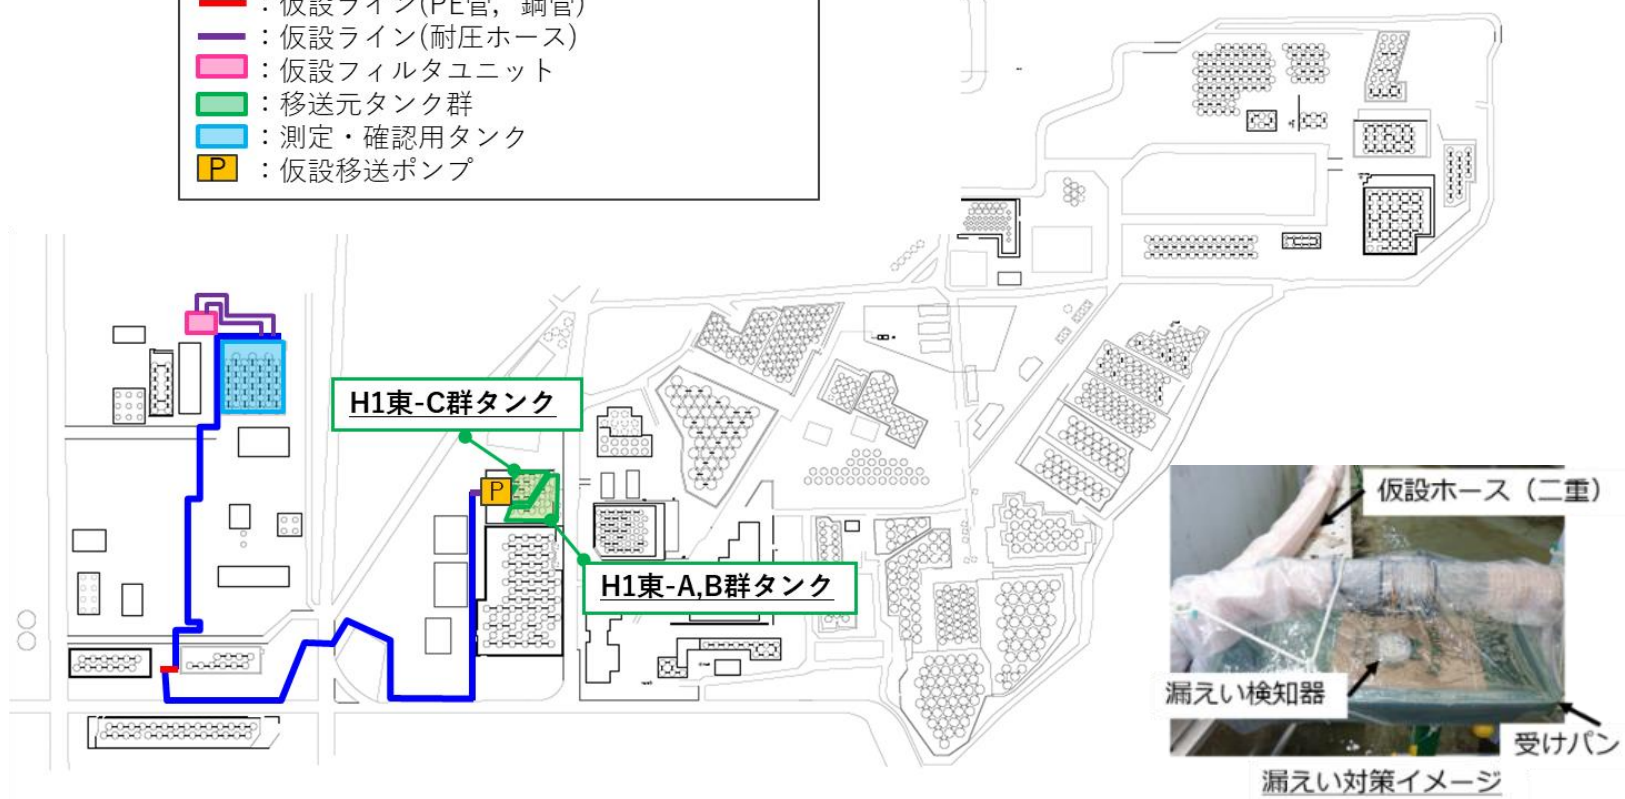 ：仮設ライン(PE管，鋼管)
：仮設ライン(耐圧ホース)
：仮設フィルタユニット
：移送元タンク群
：測定・確認用タンク
P：仮設移送ポンプ
H1東-C群タンク
P
H1東-A,B群タンク
仮設ホース（二重）
漏えい検知器
受けパン
漏えい対策イメージ